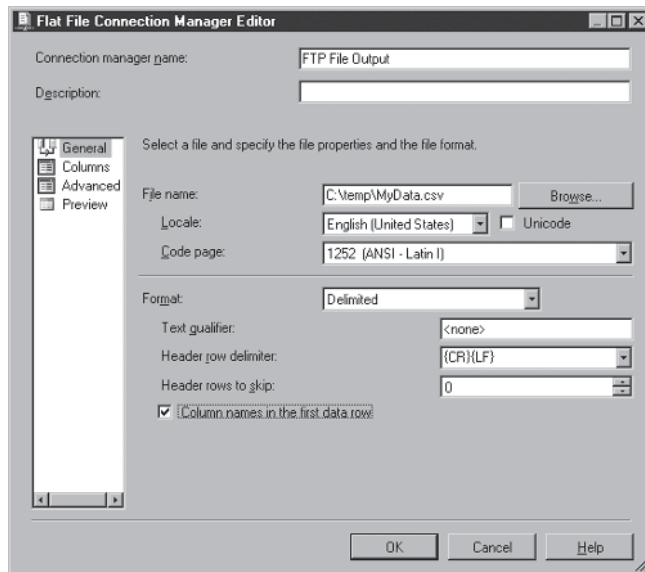 Flat File Connection Manager Editor
Connection manager name:
FTP File Output
Description:
General
Columns
Advanced
Preview
Select a file and specify the file properties and the file format.
File name:
C:\temp\MyData.csv
Browse...
Locale:
English (United States)
Unicode
Code page:
1252 (ANSI - Latin I)
Format:
Delimited
Text qualifier:
<none>
Header row delimiter:
{CR}{LF}
Header rows to skip:
0
Column names in the first data row
OK
Cancel
Help